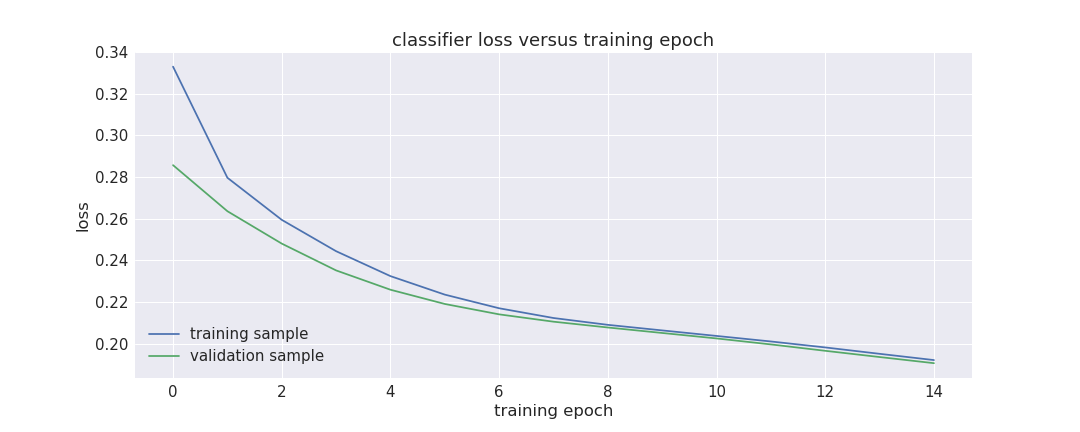 classifier loss versus training epoch
0.34
0.32
0.30
0.28
0.26
0.24
0.22
0.20
loss
training sample
validation sample
0 2 4 6 8 10 12 14
training epoch